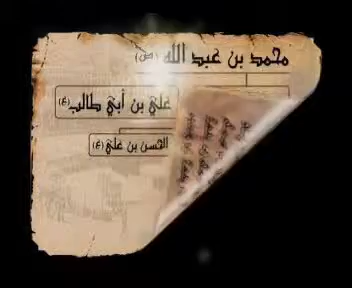 محمد بن عبد الله (ص)
علي بن أبي طالب (ع)
الحسن بن علي (ع)